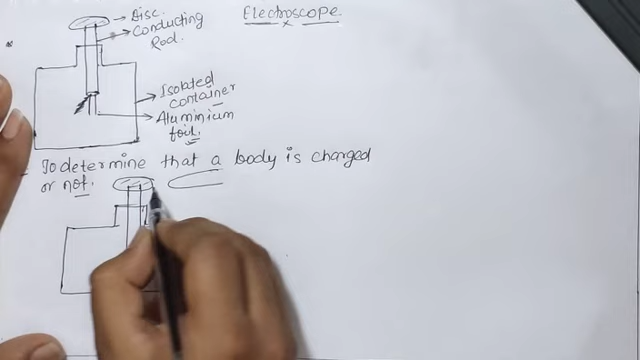 Electroscope
Disc.
Conducting
Rod.
Isolated
container
Aluminium
foil.
To determine that a body is charged
or not.